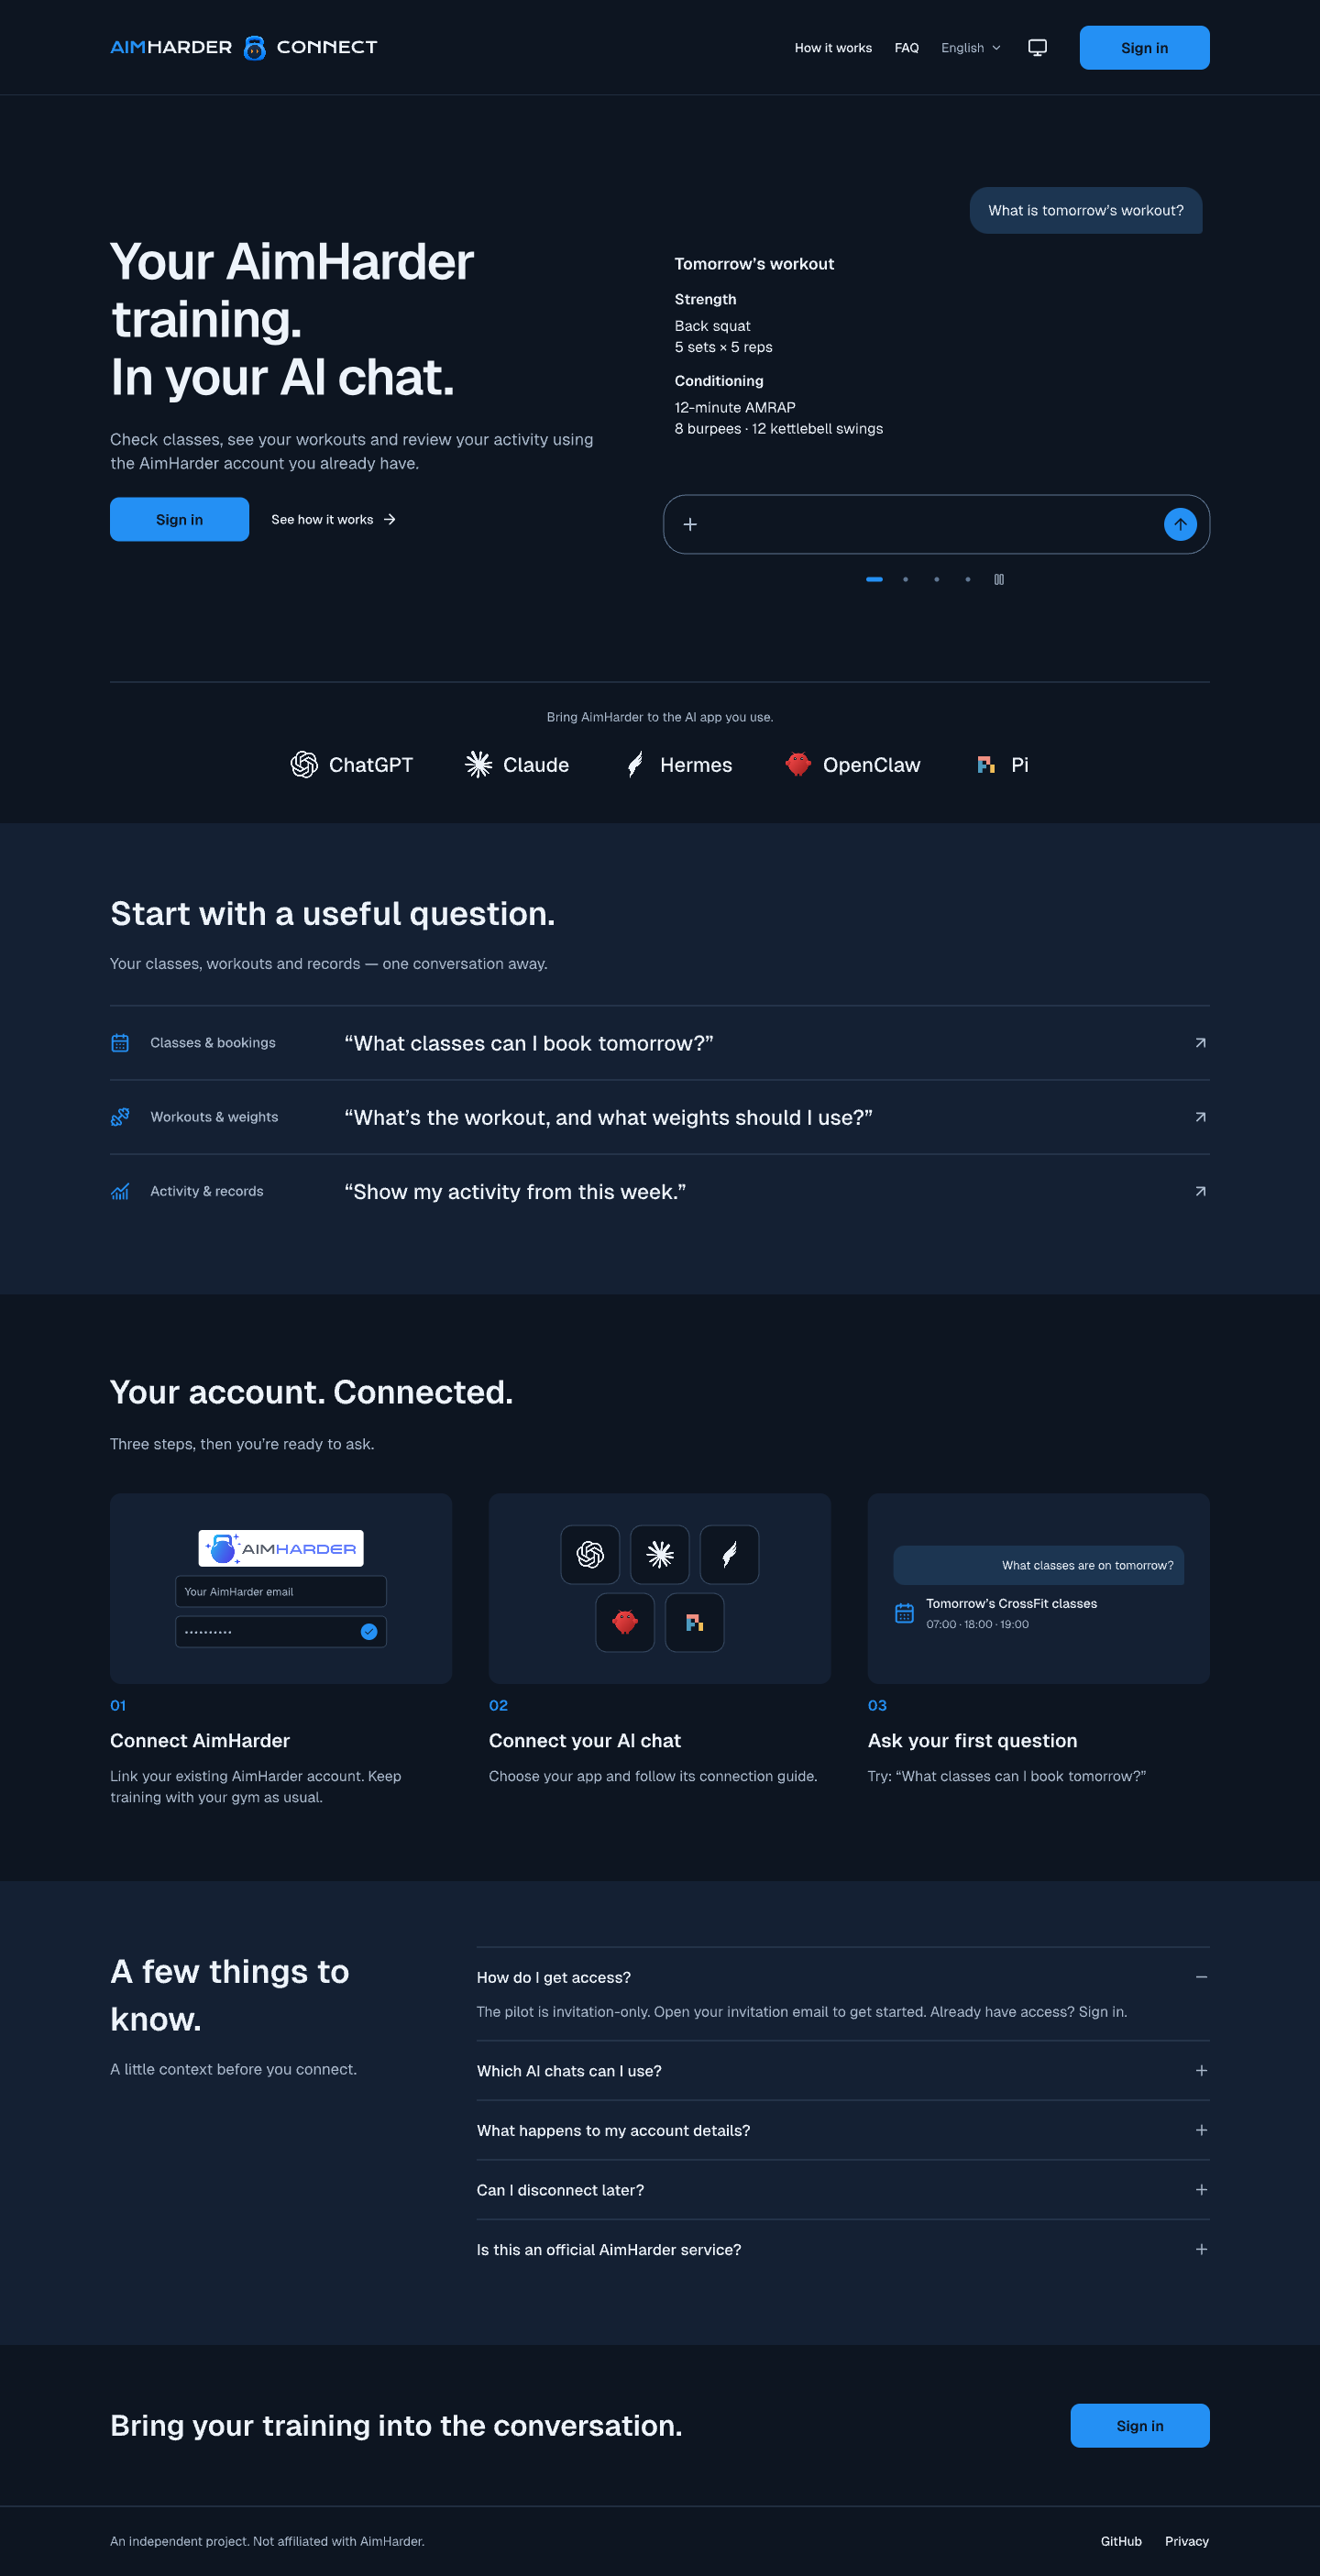 AIMHARDER CONNECT
How it works
FAQ
English
Sign in
What is tomorrow's workout?
Your AimHarder
training.
In your AI chat.
Check classes, see your workouts and review your activity using
the AimHarder account you already have.
Sign in
See how it works
Tomorrow’s workout
Strength
Back squat
5 sets × 5 reps
Conditioning
12-minute AMRAP
8 burpees · 12 kettlebell swings
Bring AimHarder to the AI app you use.
ChatGPT
Claude
Hermes
OpenClaw
Pi
Start with a useful question.
Your classes, workouts and records — one conversation away.
Classes & bookings
“What classes can I book tomorrow?”
Workouts & weights
“What’s the workout, and what weights should I use?”
Activity & records
“Show my activity from this week.”
Your account. Connected.
Three steps, then you’re ready to ask.
AIMHARDER
Your AimHarder email
01
Connect AimHarder
Link your existing AimHarder account. Keep
training with your gym as usual.
02
Connect your AI chat
Choose your app and follow its connection guide.
What classes are on tomorrow?
Tomorrow’s CrossFit classes
07:00 · 18:00 · 19:00
03
Ask your first question
Try: “What classes can I book tomorrow?”
A few things to
know.
A little context before you connect.
How do I get access?
The pilot is invitation-only. Open your invitation email to get started. Already have access? Sign in.
Which AI chats can I use?
What happens to my account details?
Can I disconnect later?
Is this an official AimHarder service?
Bring your training into the conversation.
Sign in
An independent project. Not affiliated with AimHarder.
GitHub
Privacy